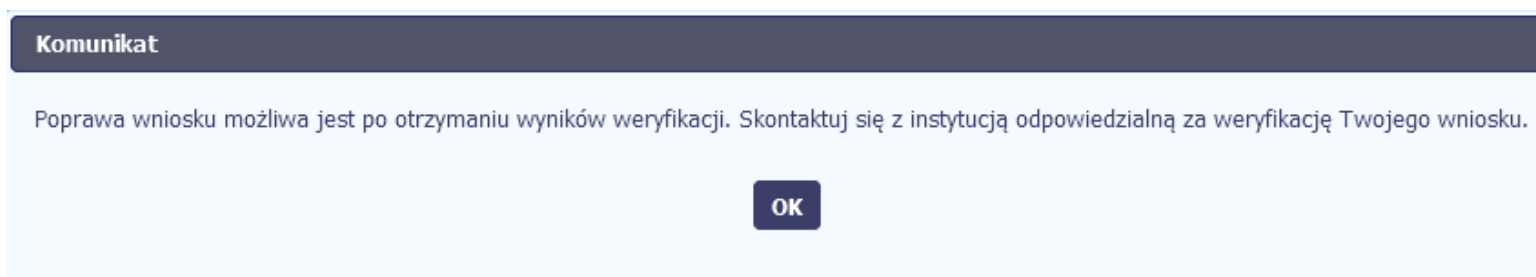 Komunikat
Poprawa wniosku możliwa jest po otrzymaniu wyników weryfikacji. Skontaktuj się z instytucją odpowiedzialną za weryfikację Twojego wniosku.
OK